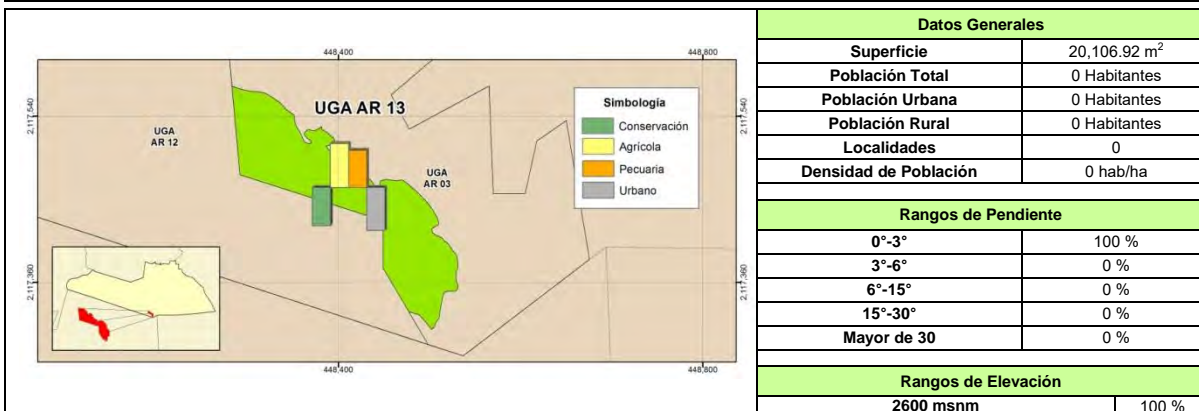 448,400
448,800
2,117,540
2,117,540
UGA AR 13
UGA
AR 12
UGA
AR 03
Simbología
Conservación
Agrícola
Pecuaria
Urbano
2,117,360
2,117,360
448,400
448,800
Datos Generales
Superficie 20,106.92 m²
Población Total 0 Habitantes
Población Urbana 0 Habitantes
Población Rural 0 Habitantes
Localidades 0
Densidad de Población 0 hab/ha
Rangos de Pendiente
0°-3° 100 %
3°-6° 0 %
6°-15° 0 %
15°-30° 0 %
Mayor de 30 0 %
Rangos de Elevación
2600 msnm 100 %